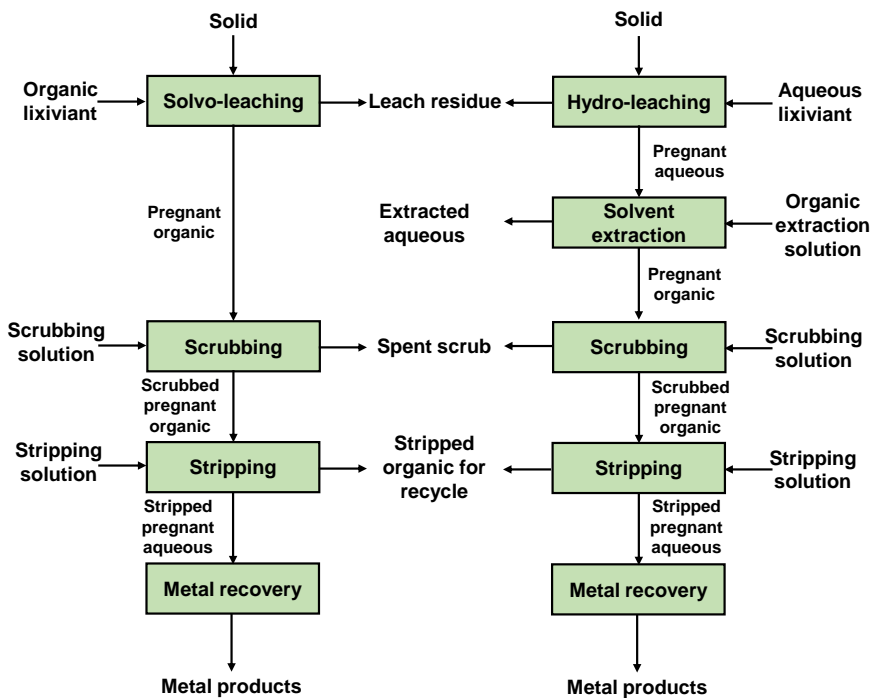 Solid
Solid
Organic
lixiviant
Solvo-leaching
Leach residue
Hydro-leaching
Aqueous
lixiviant
Pregnant
aqueous
Pregnant
organic
Extracted
aqueous
Solvent
extraction
Organic
extraction
solution
Pregnant
organic
Scrubbing
solution
Scrubbing
Spent scrub
Scrubbing
Scrubbing
solution
Scrubbed
pregnant
organic
Scrubbed
pregnant
organic
Stripping
solution
Stripping
Stripped
organic for
recycle
Stripping
Stripping
solution
Stripped
pregnant
aqueous
Stripped
pregnant
aqueous
Metal recovery
Metal recovery
Metal products
Metal products